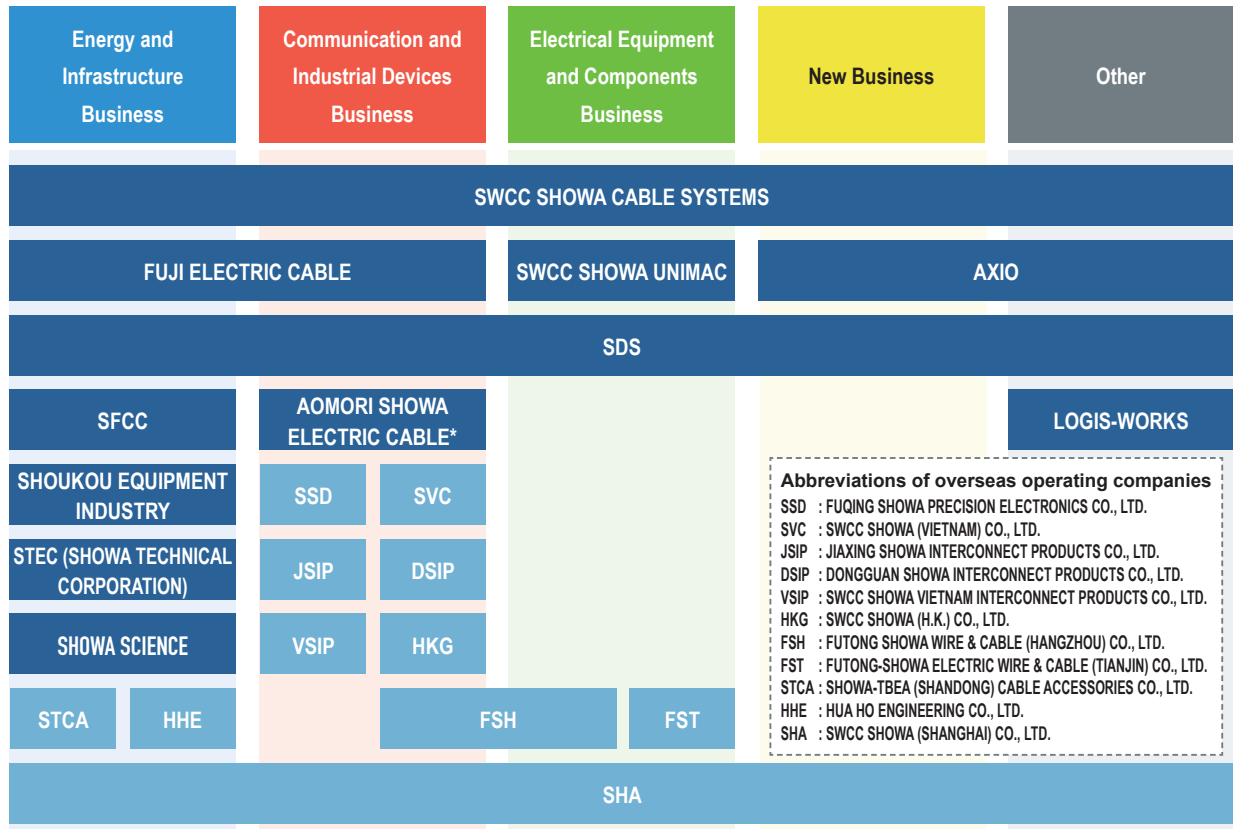 Energy and
Infrastructure
Business
Communication and
Industrial Devices
Business
Electrical Equipment
and Components
Business
New Business
Other
SWCC SHOWA CABLE SYSTEMS
FUJI ELECTRIC CABLE
SWCC SHOWA UNIMAC
AXIO
SDS
SFCC
AOMORI SHOWA
ELECTRIC CABLE*
LOGIS-WORKS
SHOUKOU EQUIPMENT
INDUSTRY
SSD
SVC
STEC (SHOWA TECHNICAL
CORPORATION)
JSIP
DSIP
SHOWA SCIENCE
VSIP
HKG
STCA
HHE
FSH
FST
Abbreviations of overseas operating companies
SSD : FUQING SHOWA PRECISION ELECTRONICS CO., LTD.
SVC : SWCC SHOWA (VIETNAM) CO., LTD.
JSIP : JIAXING SHOWA INTERCONNECT PRODUCTS CO., LTD.
DSIP : DONGGUAN SHOWA INTERCONNECT PRODUCTS CO., LTD.
VSIP : SWCC SHOWA VIETNAM INTERCONNECT PRODUCTS CO., LTD.
HKG : SWCC SHOWA (H.K.) CO., LTD.
FSH : FUTONG SHOWA WIRE & CABLE (HANGZHOU) CO., LTD.
FST : FUTONG-SHOWA ELECTRIC WIRE & CABLE (TIANJIN) CO., LTD.
STCA : SHOWA-TBEA (SHANDONG) CABLE ACCESSORIES CO., LTD.
HHE : HUA HO ENGINEERING CO., LTD.
SHA : SWCC SHOWA (SHANGHAI) CO., LTD.
SHA